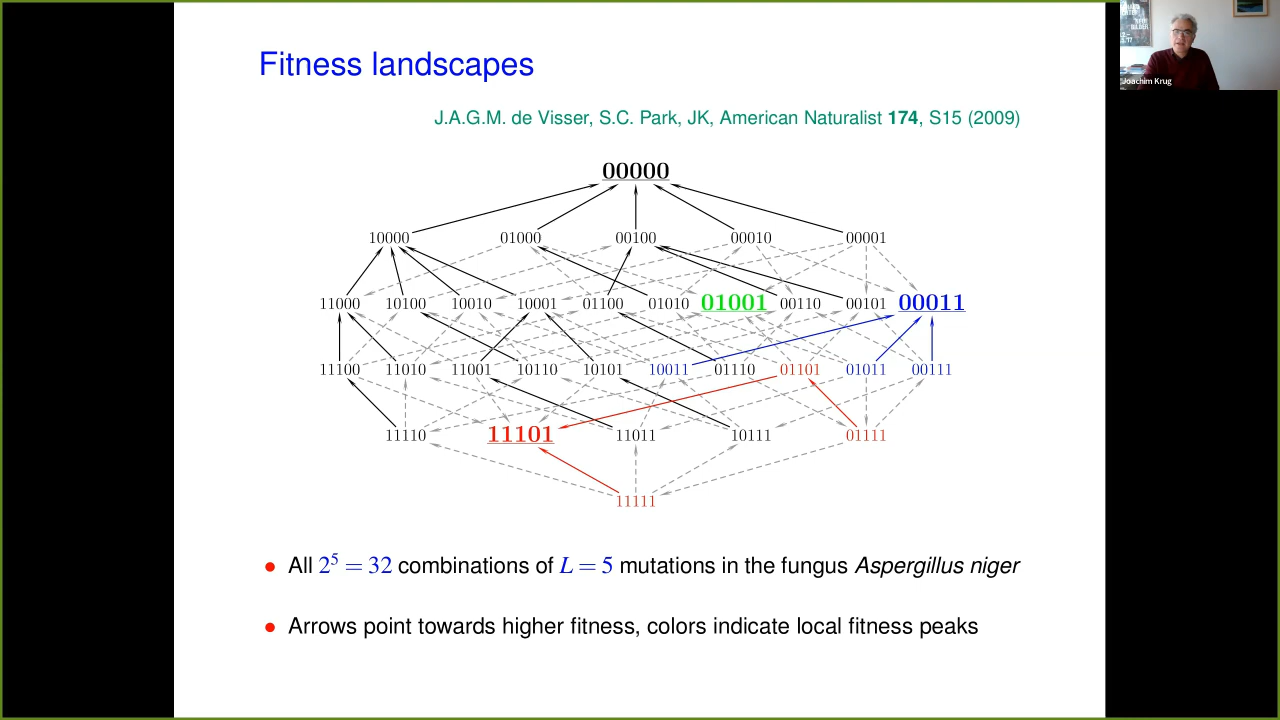 Fitness landscapes
J.A.G.M. de Visser, S.C. Park, JK, American Naturalist 174, S15 (2009)
00000
10000 01000 00100 00010 00001
11000 10100 10010 10001 01100 01010 01001 00110 00101 00011
11100 11010 11001 10110 10101 10011 01110 01101 01011 00111
11110 11101 11011 10111 01111
11111
• All 2⁵ = 32 combinations of L = 5 mutations in the fungus Aspergillus niger
• Arrows point towards higher fitness, colors indicate local fitness peaks
Joachim Krug